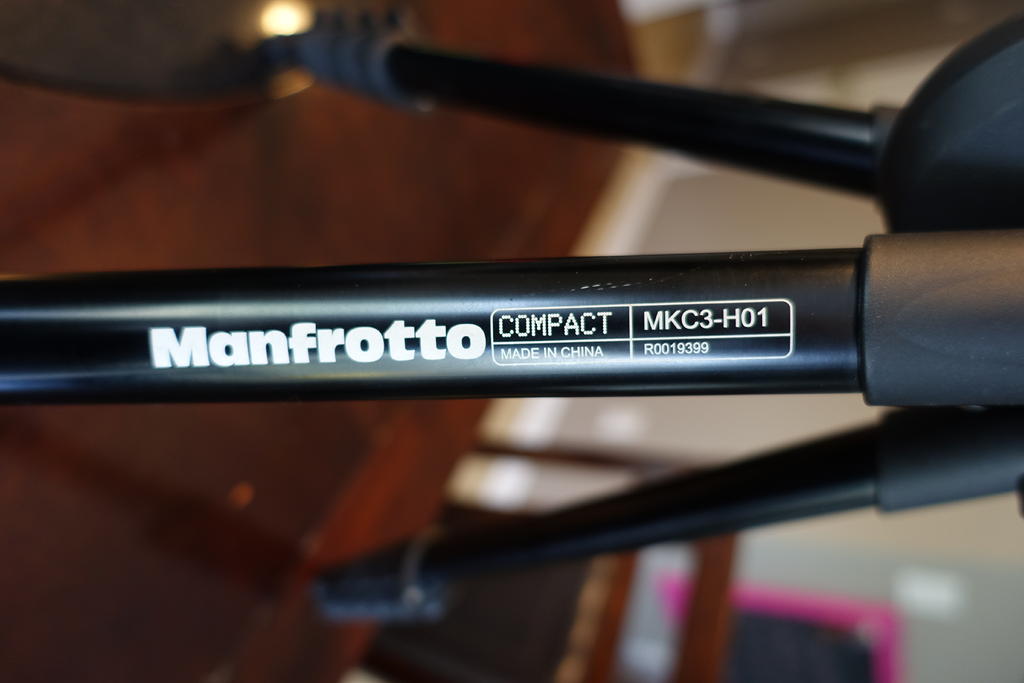 Manfrotto
COMPACT
MADE IN CHINA
MKC3-H01
R0019399